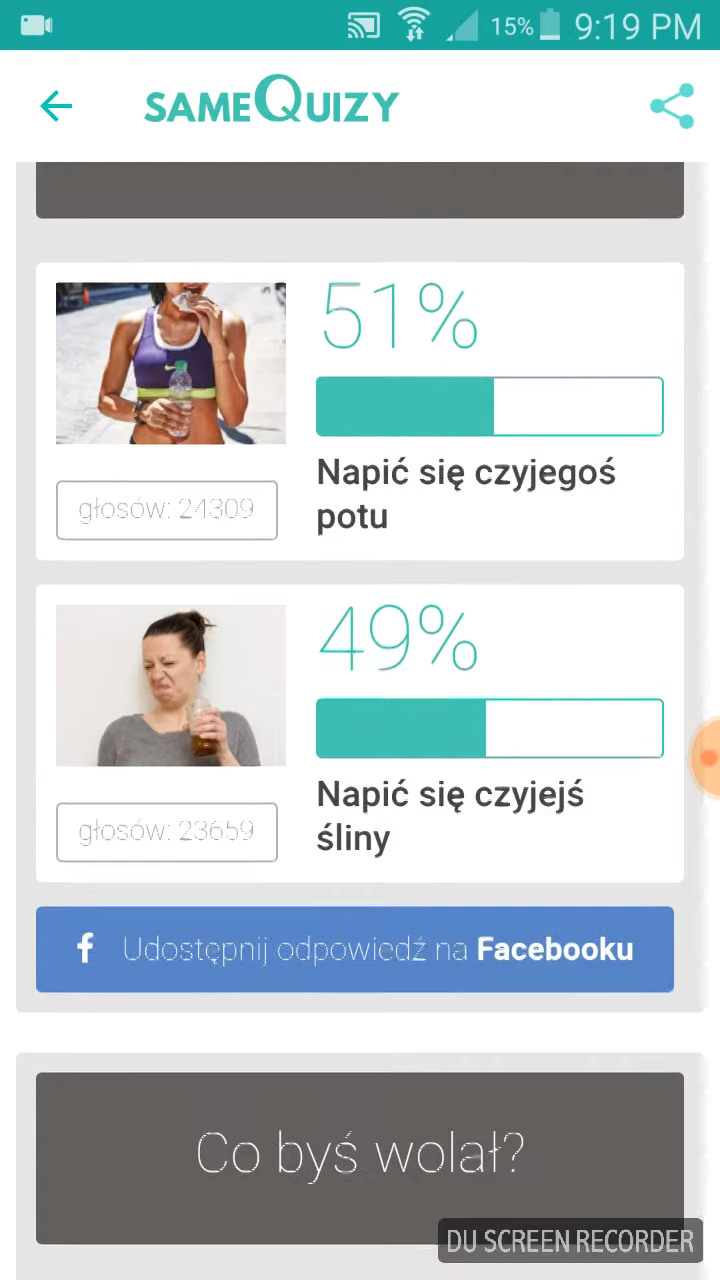 15% 9:19 PM
SAMEQUIZY
51%
Napić się czyjegoś
potu
głosów: 24309
49%
Napić się czyjejś
śliny
głosów: 23659
f Udostępnij odpowiedź na Facebooku
Co byś wolał?
DU SCREEN RECORDER